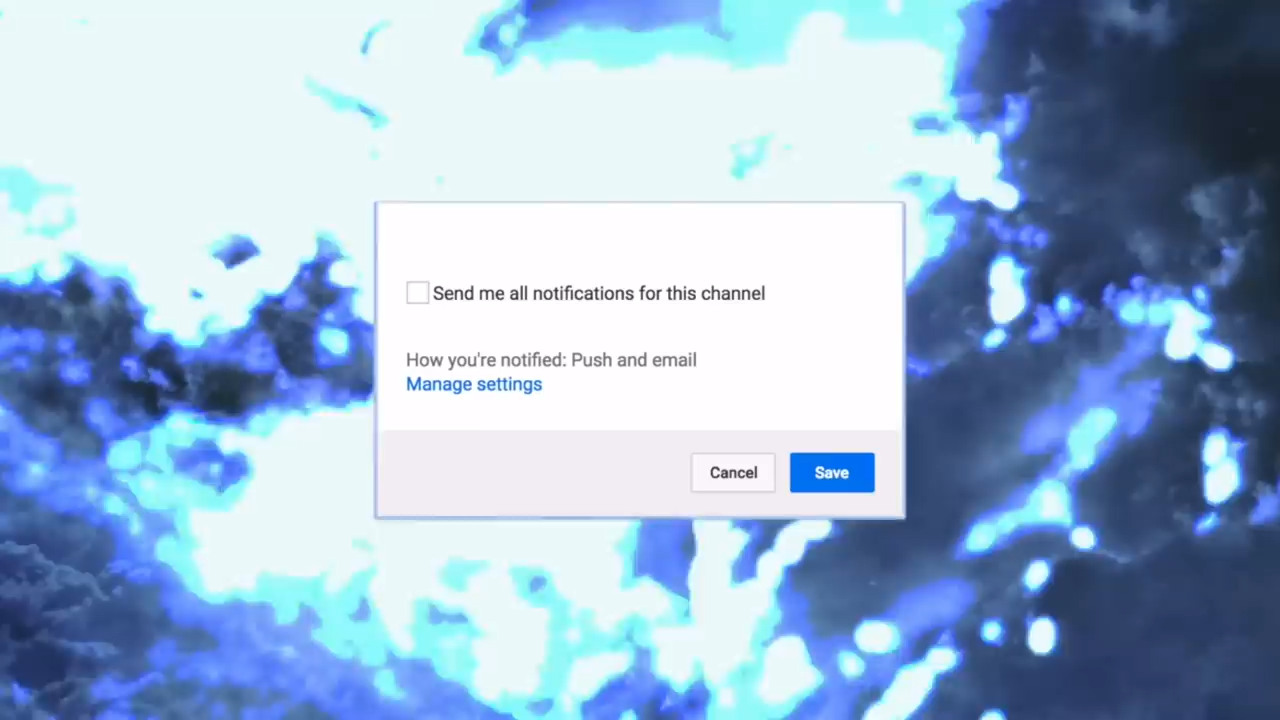 Send me all notifications for this channel
How you're notified: Push and email
Manage settings
Cancel
Save